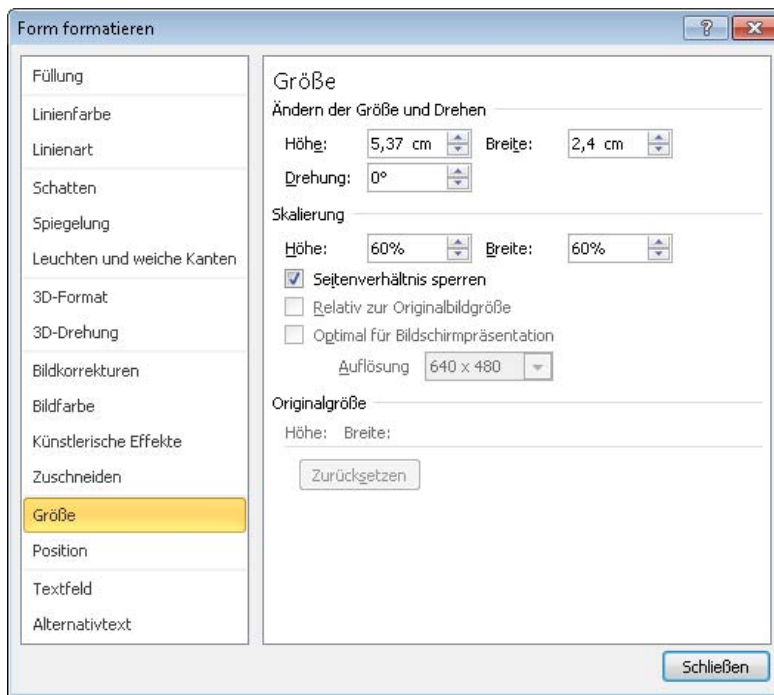 Form formatieren
Füllung
Linienfarbe
Linienart
Schatten
Spiegelung
Leuchten und weiche Kanten
3D-Format
3D-Drehung
Bildkorrekturen
Bildfarbe
Künstlerische Effekte
Zuschneiden
Größe
Position
Textfeld
Alternativtext
Größe
Ändern der Größe und Drehen
Höhe: 5,37 cm Breite: 2,4 cm
Drehung: 0°
Skalierung
Höhe: 60% Breite: 60%
Seitenverhältnis sperren
Relativ zur Originalbildgröße
Optimal für Bildschirmpräsentation
Auflösung 640 x 480
Originalgröße
Höhe: Breite:
Zurücksetzen
Schließen